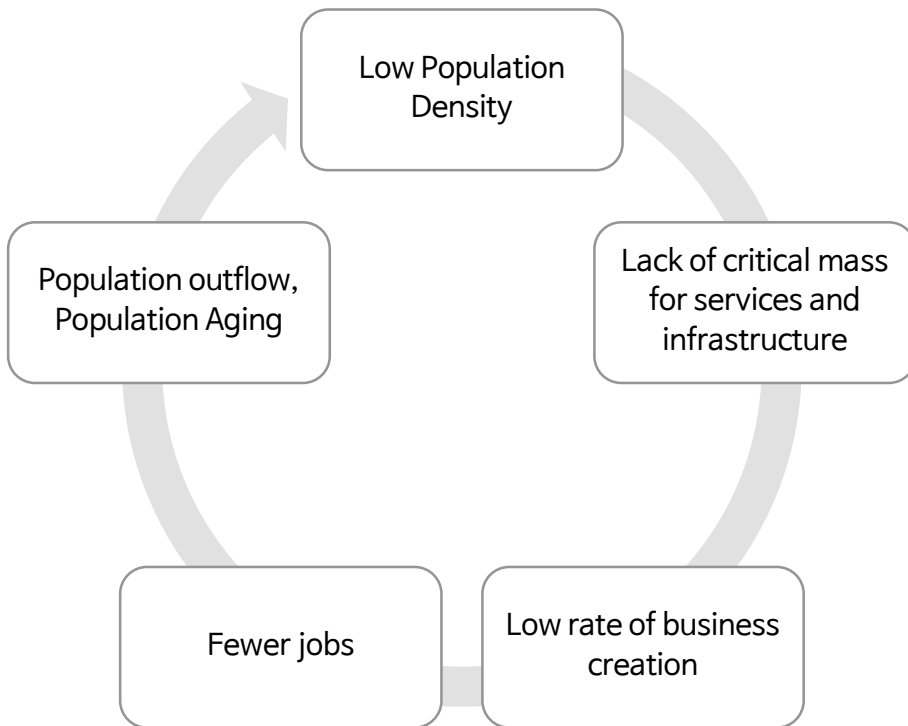 Low Population
Density
Lack of critical mass
for services and
infrastructure
Low rate of business
creation
Fewer jobs
Population outflow,
Population Aging